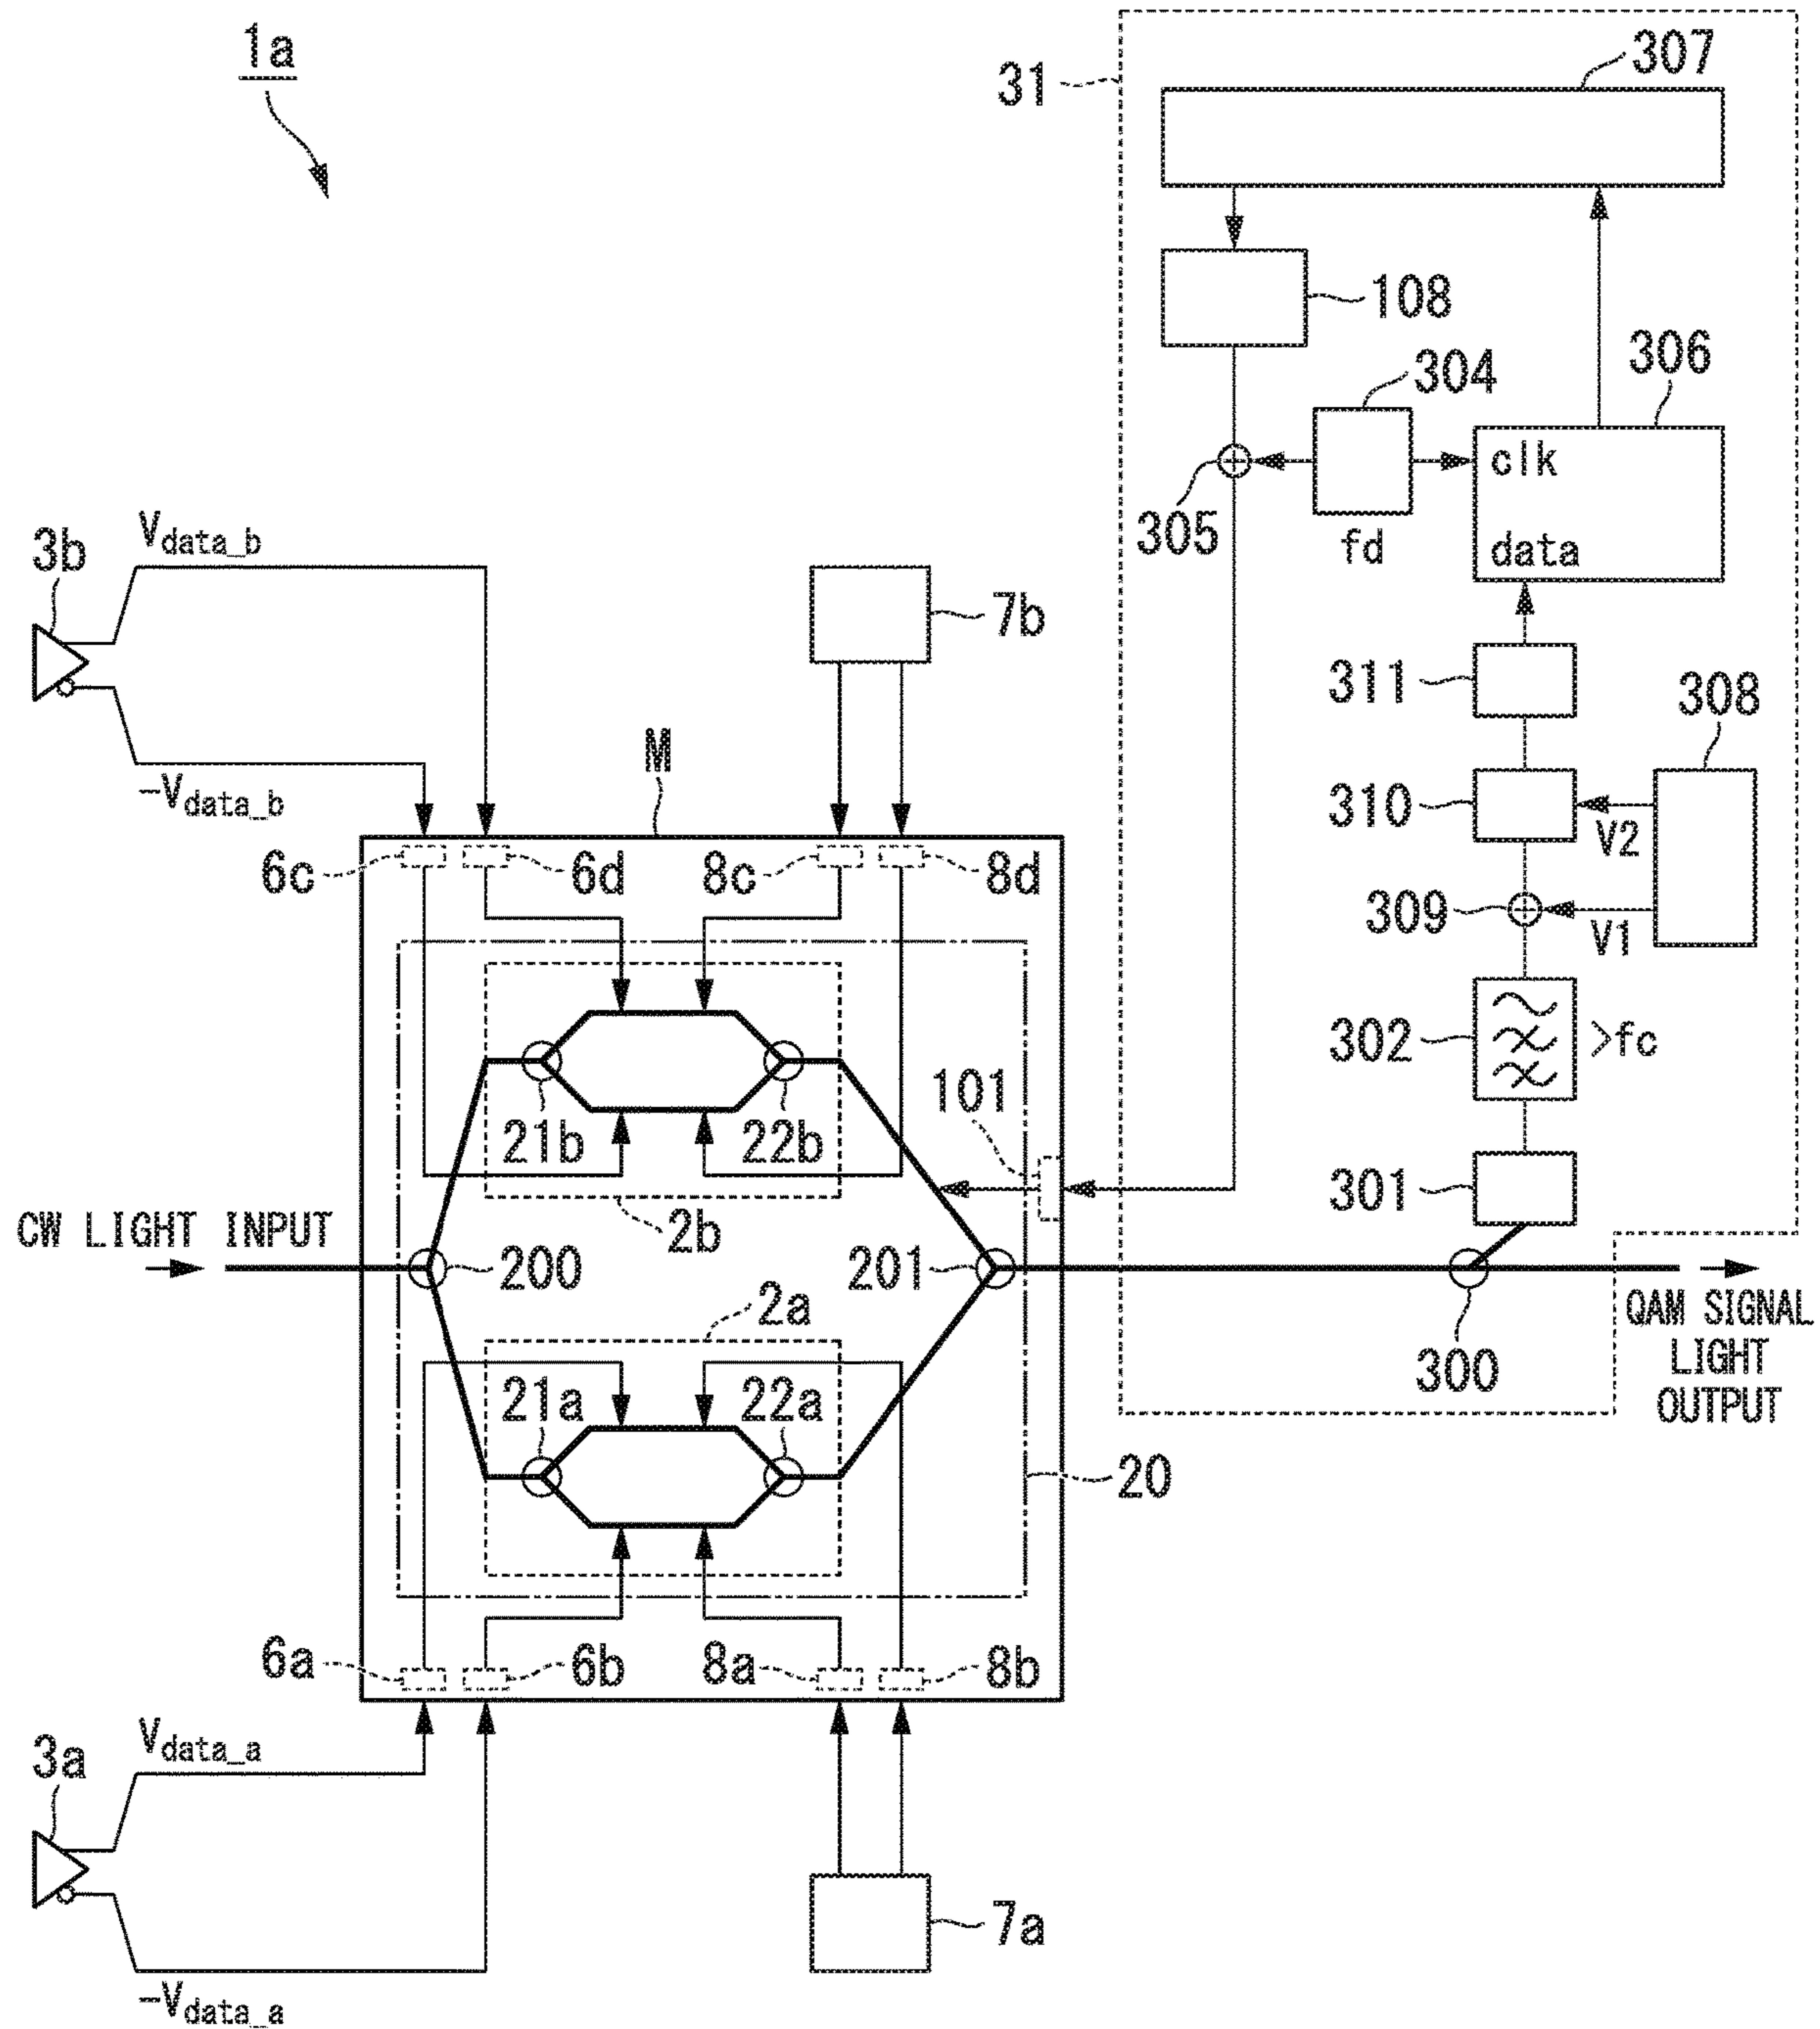 1a
31
307
108
304
306
clk
305
fd
data
3b
Vdata_b
7b
311
308
-Vdata_b
M
310
V2
6c
6d
8c
8d
309
V1
302
>fc
101
21b
22b
301
CW LIGHT INPUT
2b
200
201
2a
QAM SIGNAL
LIGHT
OUTPUT
300
21a
22a
20
6a
6b
8a
8b
Vdata_a
3a
7a
-Vdata_a